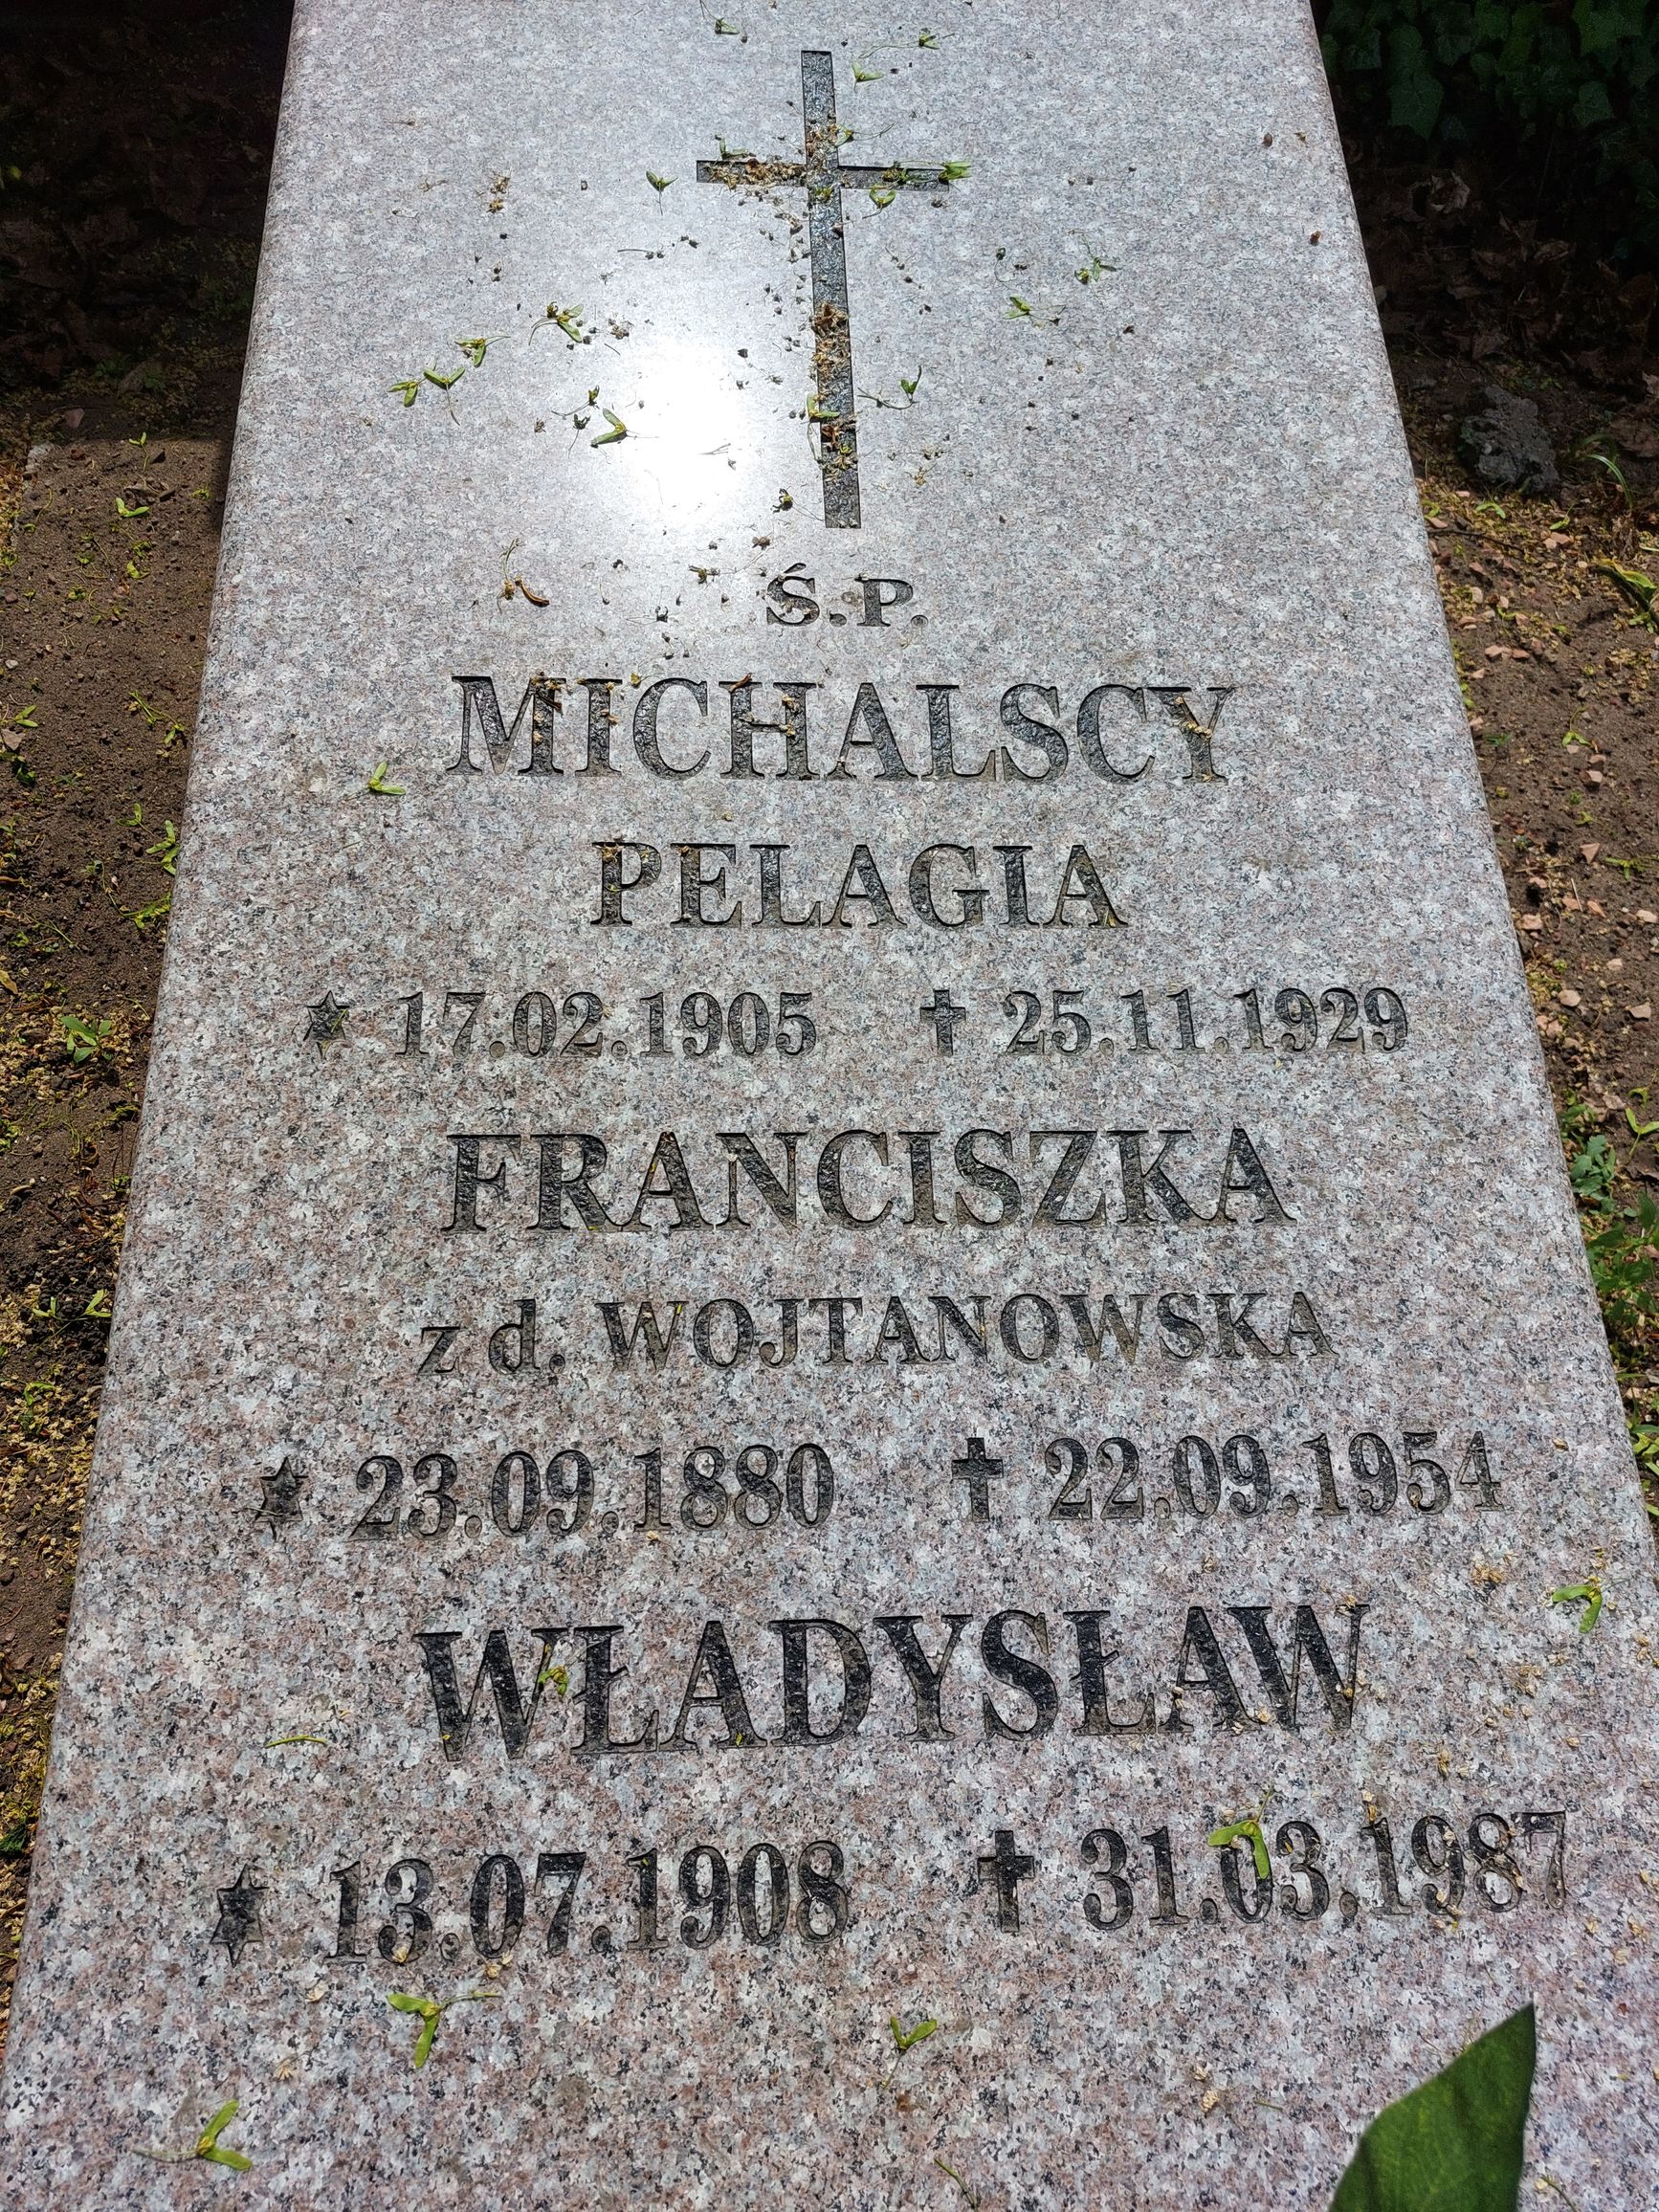 Ś.P.
MICHALSCY
PELAGIA
✶ 17.02.1905 ✝ 25.11.1929
FRANCISZKA
z d. WOJTANOWSKA
✶ 23.09.1880 ✝ 22.09.1954
WŁADYSŁAW
✶ 13.07.1908 ✝ 31.03.1987